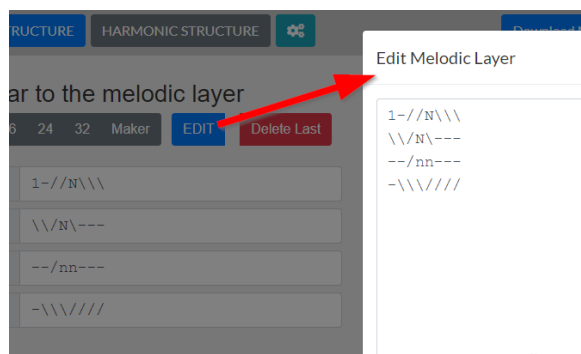 RUCTURE HARMONIC STRUCTURE
Edit Melodic Layer
ar to the melodic layer
24 32 Maker EDIT Delete Last
1-//N\\\
\\/N\---
--/nn---
-\\\////
1-//N\\\
\\/N\---
--/nn---
-\\\////